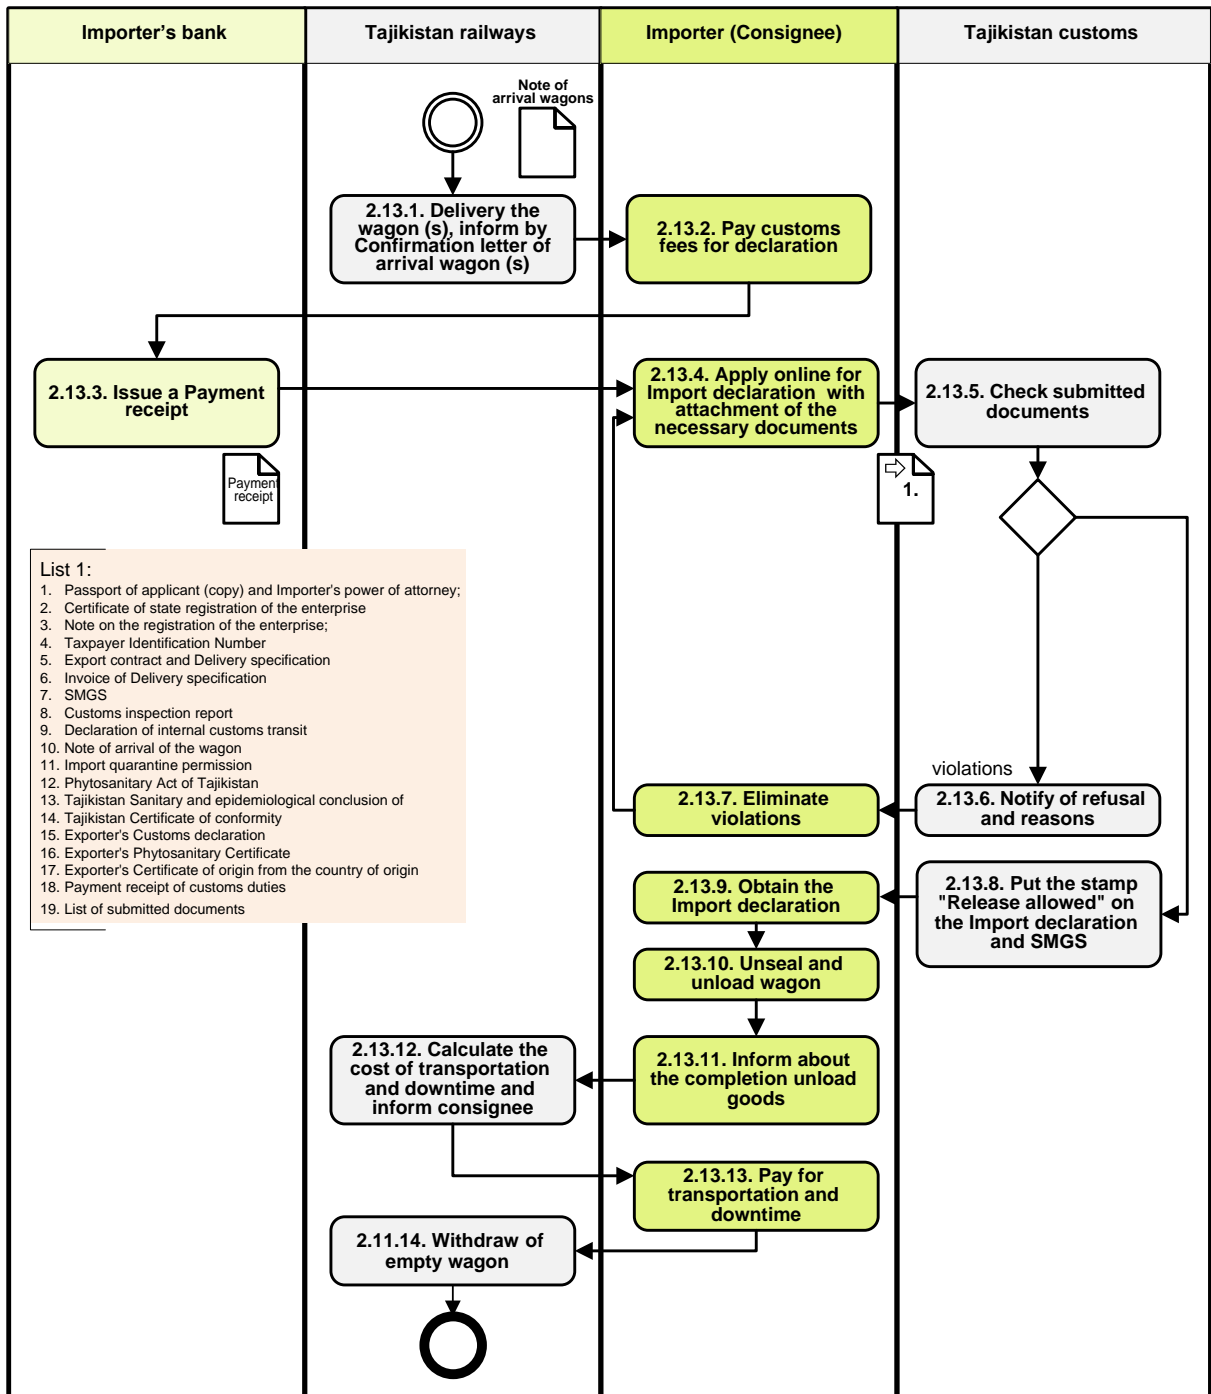 Importer's bank
Tajikistan railways
Importer (Consignee)
Tajikistan customs
Note of
arrival wagons
2.13.1. Delivery the
wagon (s), inform by
Confirmation letter of
arrival wagon (s)
2.13.2. Pay customs
fees for declaration
2.13.3. Issue a Payment
receipt
Payment
receipt
2.13.4. Apply online for
Import declaration with
attachment of the
necessary documents
2.13.5. Check submitted
documents
1.
List 1:
1. Passport of applicant (copy) and Importer's power of attorney;
2. Certificate of state registration of the enterprise
3. Note on the registration of the enterprise;
4. Taxpayer Identification Number
5. Export contract and Delivery specification
6. Invoice of Delivery specification
7. SMGS
8. Customs inspection report
9. Declaration of internal customs transit
10. Note of arrival of the wagon
11. Import quarantine permission
12. Phytosanitary Act of Tajikistan
13. Tajikistan Sanitary and epidemiological conclusion of
14. Tajikistan Certificate of conformity
15. Exporter's Customs declaration
16. Exporter's Phytosanitary Certificate
17. Exporter's Certificate of origin from the country of origin
18. Payment receipt of customs duties
19. List of submitted documents
violations
2.13.6. Notify of refusal
and reasons
2.13.7. Eliminate
violations
2.13.8. Put the stamp
"Release allowed" on
the Import declaration
and SMGS
2.13.9. Obtain the
Import declaration
2.13.10. Unseal and
unload wagon
2.13.11. Inform about
the completion unload
goods
2.13.12. Calculate the
cost of transportation
and downtime and
inform consignee
2.13.13. Pay for
transportation and
downtime
2.11.14. Withdraw of
empty wagon